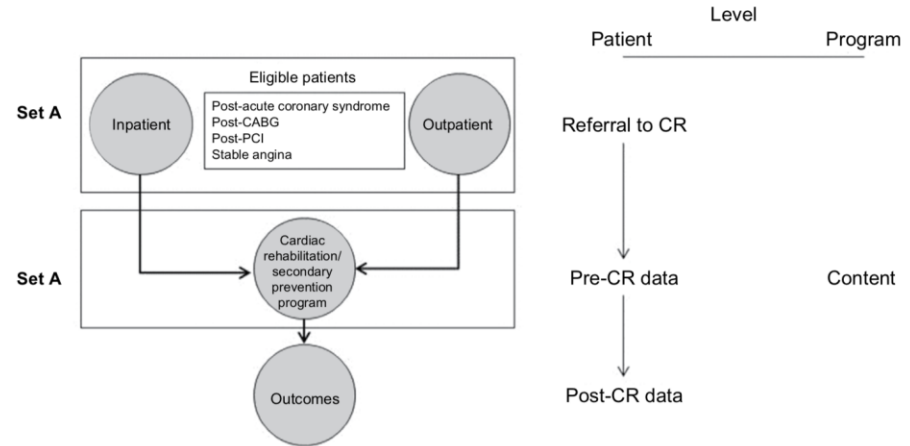 Level
Patient Program
Eligible patients
Set A
Inpatient
Post-acute coronary syndrome
Post-CABG
Post-PCI
Stable angina
Outpatient
Referral to CR
Set A
Cardiac
rehabilitation/
secondary
prevention
program
Pre-CR data
Content
Outcomes
Post-CR data